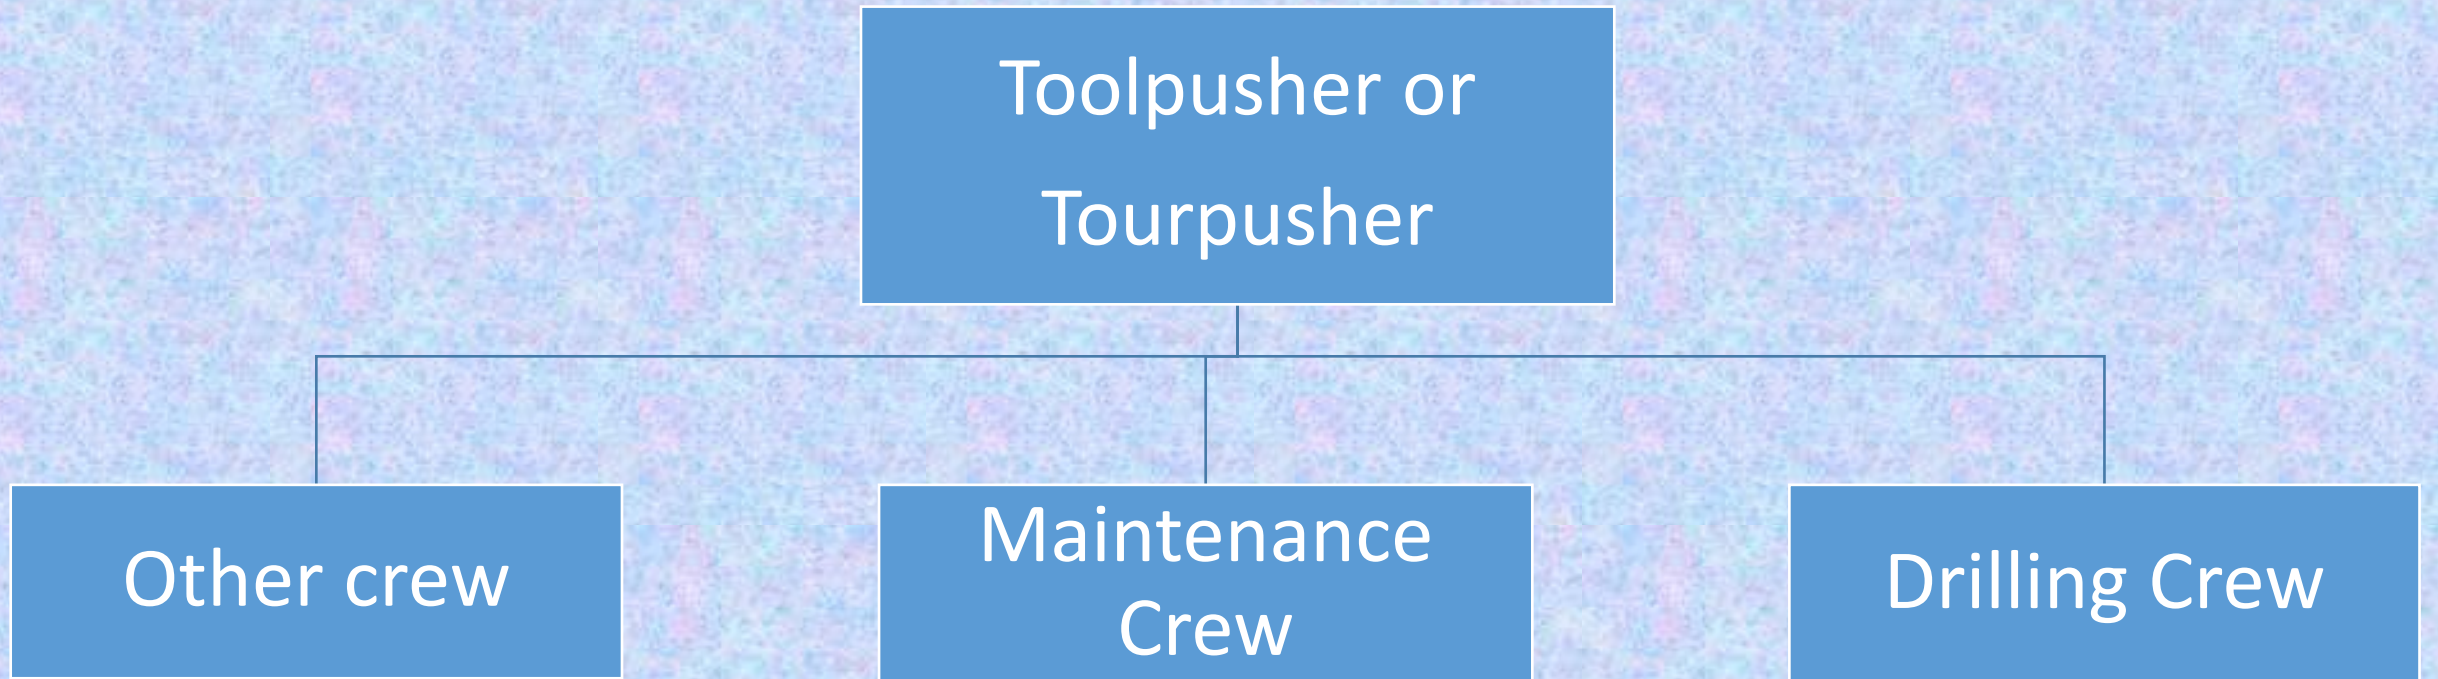 Toolpusher or
Tourpusher
Other crew
Maintenance
Crew
Drilling Crew